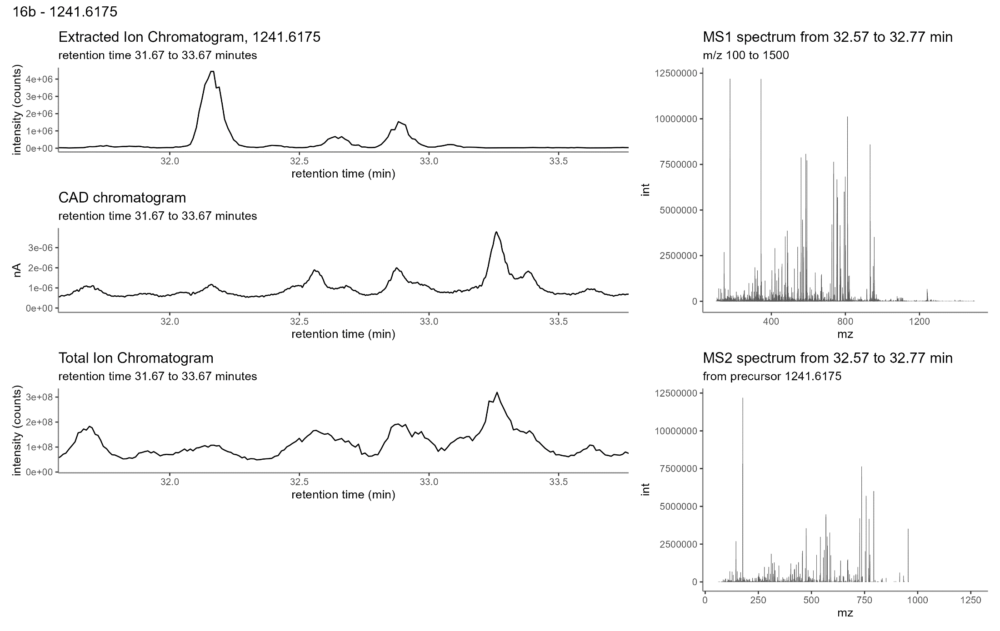 16b - 1241.6175
Extracted Ion Chromatogram, 1241.6175
retention time 31.67 to 33.67 minutes
intensity (counts)
4e+06
3e+06
2e+06
1e+06
0e+00
32.0 32.5 33.0 33.5
retention time (min)
CAD chromatogram
retention time 31.67 to 33.67 minutes
nA
3e-06
2e-06
1e-06
0e+00
32.0 32.5 33.0 33.5
retention time (min)
Total Ion Chromatogram
retention time 31.67 to 33.67 minutes
intensity (counts)
3e+08
2e+08
1e+08
0e+00
32.0 32.5 33.0 33.5
retention time (min)
MS1 spectrum from 32.57 to 32.77 min
m/z 100 to 1500
int
12500000
10000000
7500000
5000000
2500000
0
400 800 1200
mz
MS2 spectrum from 32.57 to 32.77 min
from precursor 1241.6175
int
12500000
10000000
7500000
5000000
2500000
0
0 250 500 750 1000 1250
mz